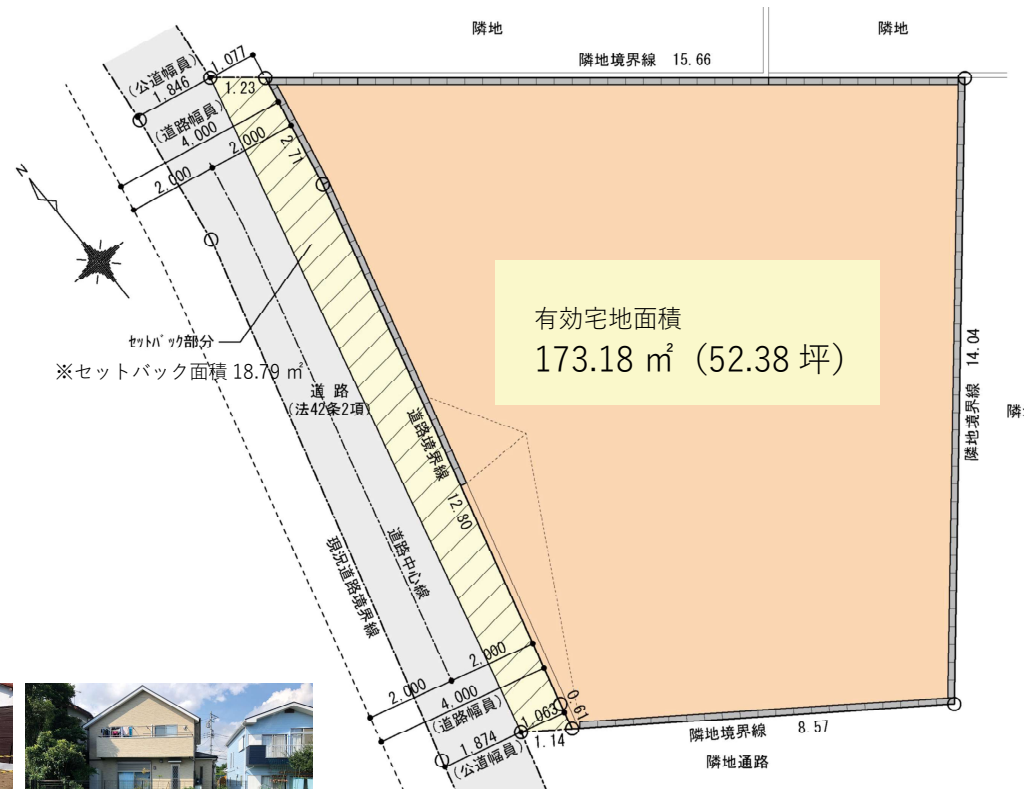 隣地
隣地
隣地境界線 15.66
1.077
(公道幅員)
1.846
1.23
(道路幅員)
4.000
2.000
2.000
2.71
N
有効宅地面積
173.18 ㎡（52.38 坪）
ｾｯﾄﾊﾞｯｸ部分
※セットバック面積 18.79 ㎡
道 路
(法42条2項)
道路境界線
12.80
隣地境界線 14.04
隣
道路中心線
現況道路境界線
2.000
2.000
4.000
(道路幅員)
1.063
0.61
1.874
1.14
(公道幅員)
隣地境界線 8.57
隣地通路